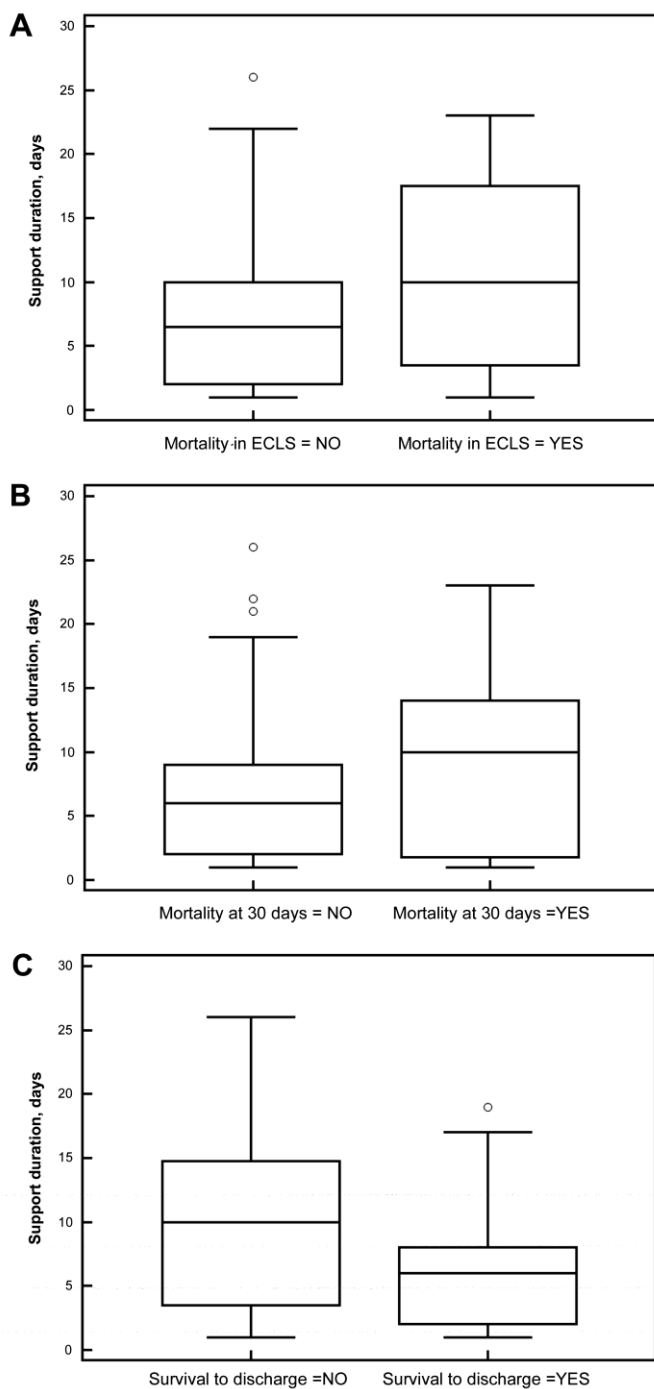 A
30
25
20
15
10
5
0
Support duration, days
Mortality in ECLS = NO Mortality in ECLS = YES
B
30
25
20
15
10
5
0
Support duration, days
Mortality at 30 days = NO Mortality at 30 days =YES
C
30
25
20
15
10
5
0
Support duration, days
Survival to discharge =NO Survival to discharge =YES